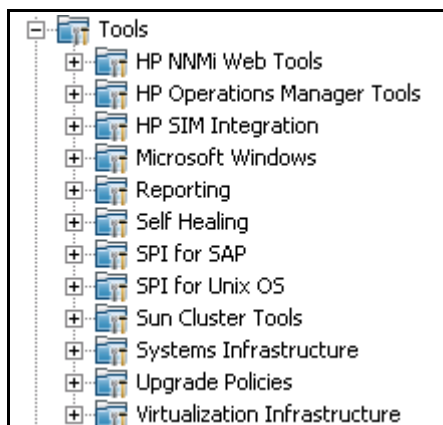 Tools
HP NNMi Web Tools
HP Operations Manager Tools
HP SIM Integration
Microsoft Windows
Reporting
Self Healing
SPI for SAP
SPI for Unix OS
Sun Cluster Tools
Systems Infrastructure
Upgrade Policies
Virtualization Infrastructure